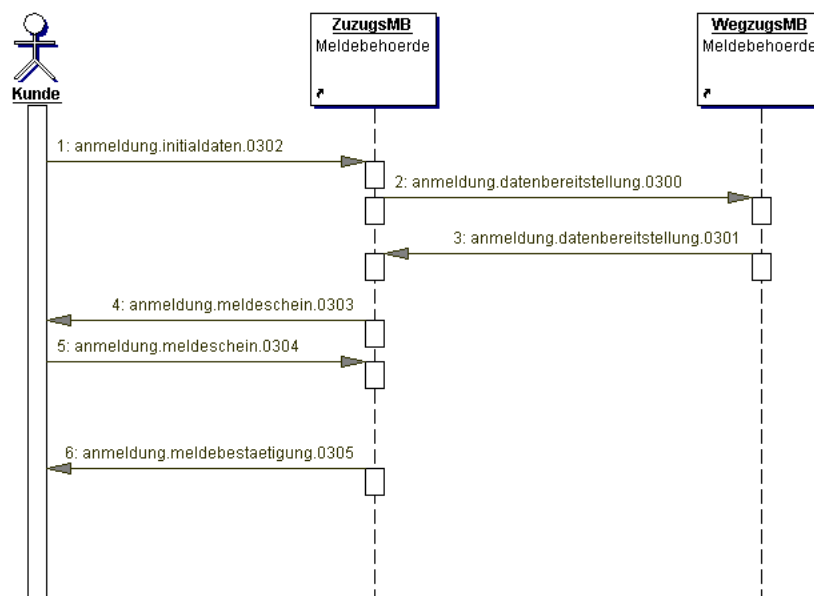 ZuzugsMB
Meldebehoerde
WegzugsMB
Meldebehoerde
Kunde
1: anmeldung.initialdaten.0302
2: anmeldung.datenbereitstellung.0300
3: anmeldung.datenbereitstellung.0301
4: anmeldung.meldeschein.0303
5: anmeldung.meldeschein.0304
6: anmeldung.meldebestaetigung.0305